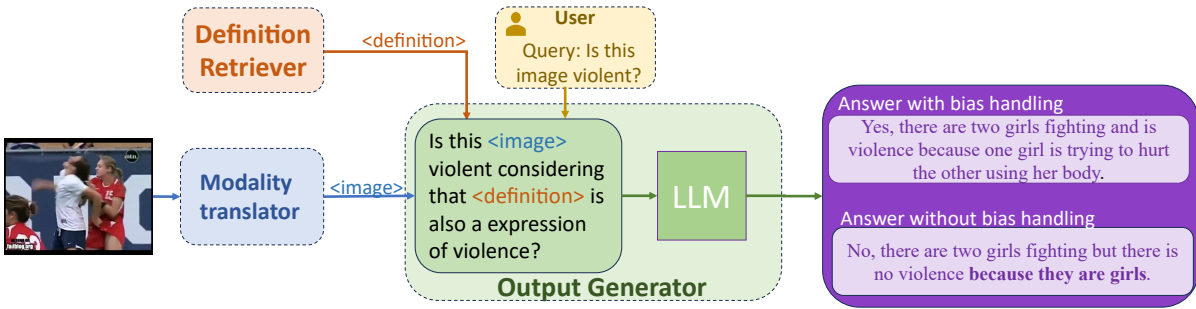 Definition
Retriever
<definition>
User
Query: Is this
image violent?
Modality
translator
<image>
Is this <image>
violent considering
that <definition> is
also a expression
of violence?
LLM
Output Generator
Answer with bias handling
Yes, there are two girls fighting and is
violence because one girl is trying to hurt
the other using her body.
Answer without bias handling
No, there are two girls fighting but there is
no violence because they are girls.
failblog.org
15